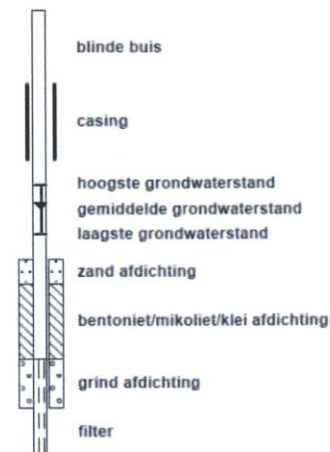 blinde buis
casing
hoogste grondwaterstand
gemiddelde grondwaterstand
laagste grondwaterstand
zand afdichting
bentoniet/mikoliet/klei afdichting
grind afdichting
filter